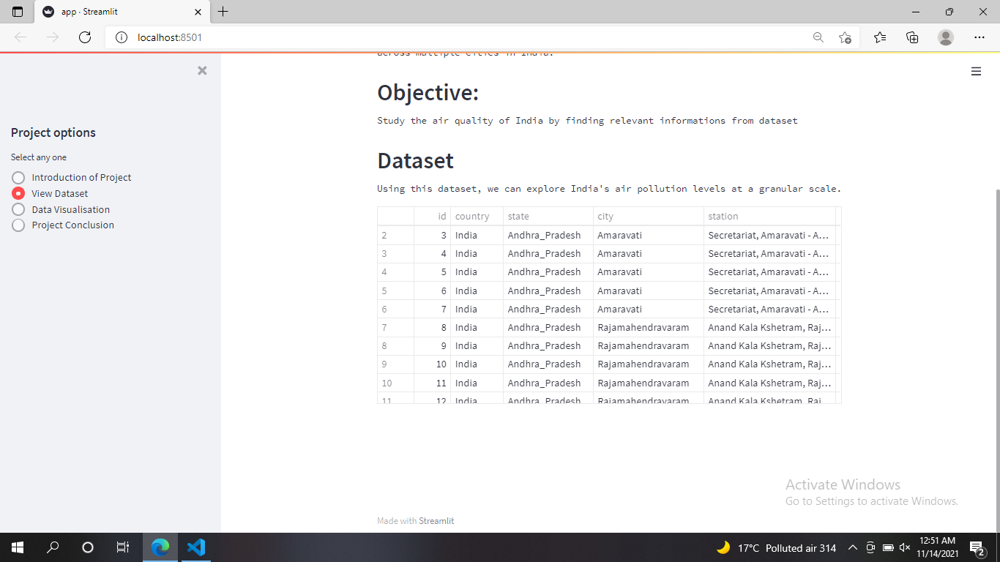 app · Streamlit
localhost:8501
across multiple cities in India.
Objective:
Study the air quality of India by finding relevant informations from dataset
Project options
Select any one
Introduction of Project
View Dataset
Data Visualisation
Project Conclusion
Dataset
Using this dataset, we can explore India's air pollution levels at a granular scale.
id country state city station
2 3 India Andhra_Pradesh Amaravati Secretariat, Amaravati - A...
3 4 India Andhra_Pradesh Amaravati Secretariat, Amaravati - A...
4 5 India Andhra_Pradesh Amaravati Secretariat, Amaravati - A...
5 6 India Andhra_Pradesh Amaravati Secretariat, Amaravati - A...
6 7 India Andhra_Pradesh Amaravati Secretariat, Amaravati - A...
7 8 India Andhra_Pradesh Rajamahendravaram Anand Kala Kshetram, Raj...
8 9 India Andhra_Pradesh Rajamahendravaram Anand Kala Kshetram, Raj...
9 10 India Andhra_Pradesh Rajamahendravaram Anand Kala Kshetram, Raj...
10 11 India Andhra_Pradesh Rajamahendravaram Anand Kala Kshetram, Raj...
11 12 India Andhra_Pradesh Rajamahendravaram Anand Kala Kshetram, Raj...
Activate Windows
Go to Settings to activate Windows.
Made with Streamlit
17°C Polluted air 314
12:51 AM
11/14/2021
2